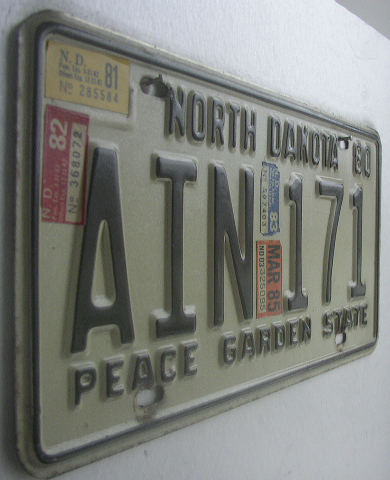 N.D. 81
No 285584
NORTH DAKOTA 80
N.D. 82
No 368072
83
AIN 171
MAR 85
PEACE GARDEN STATE